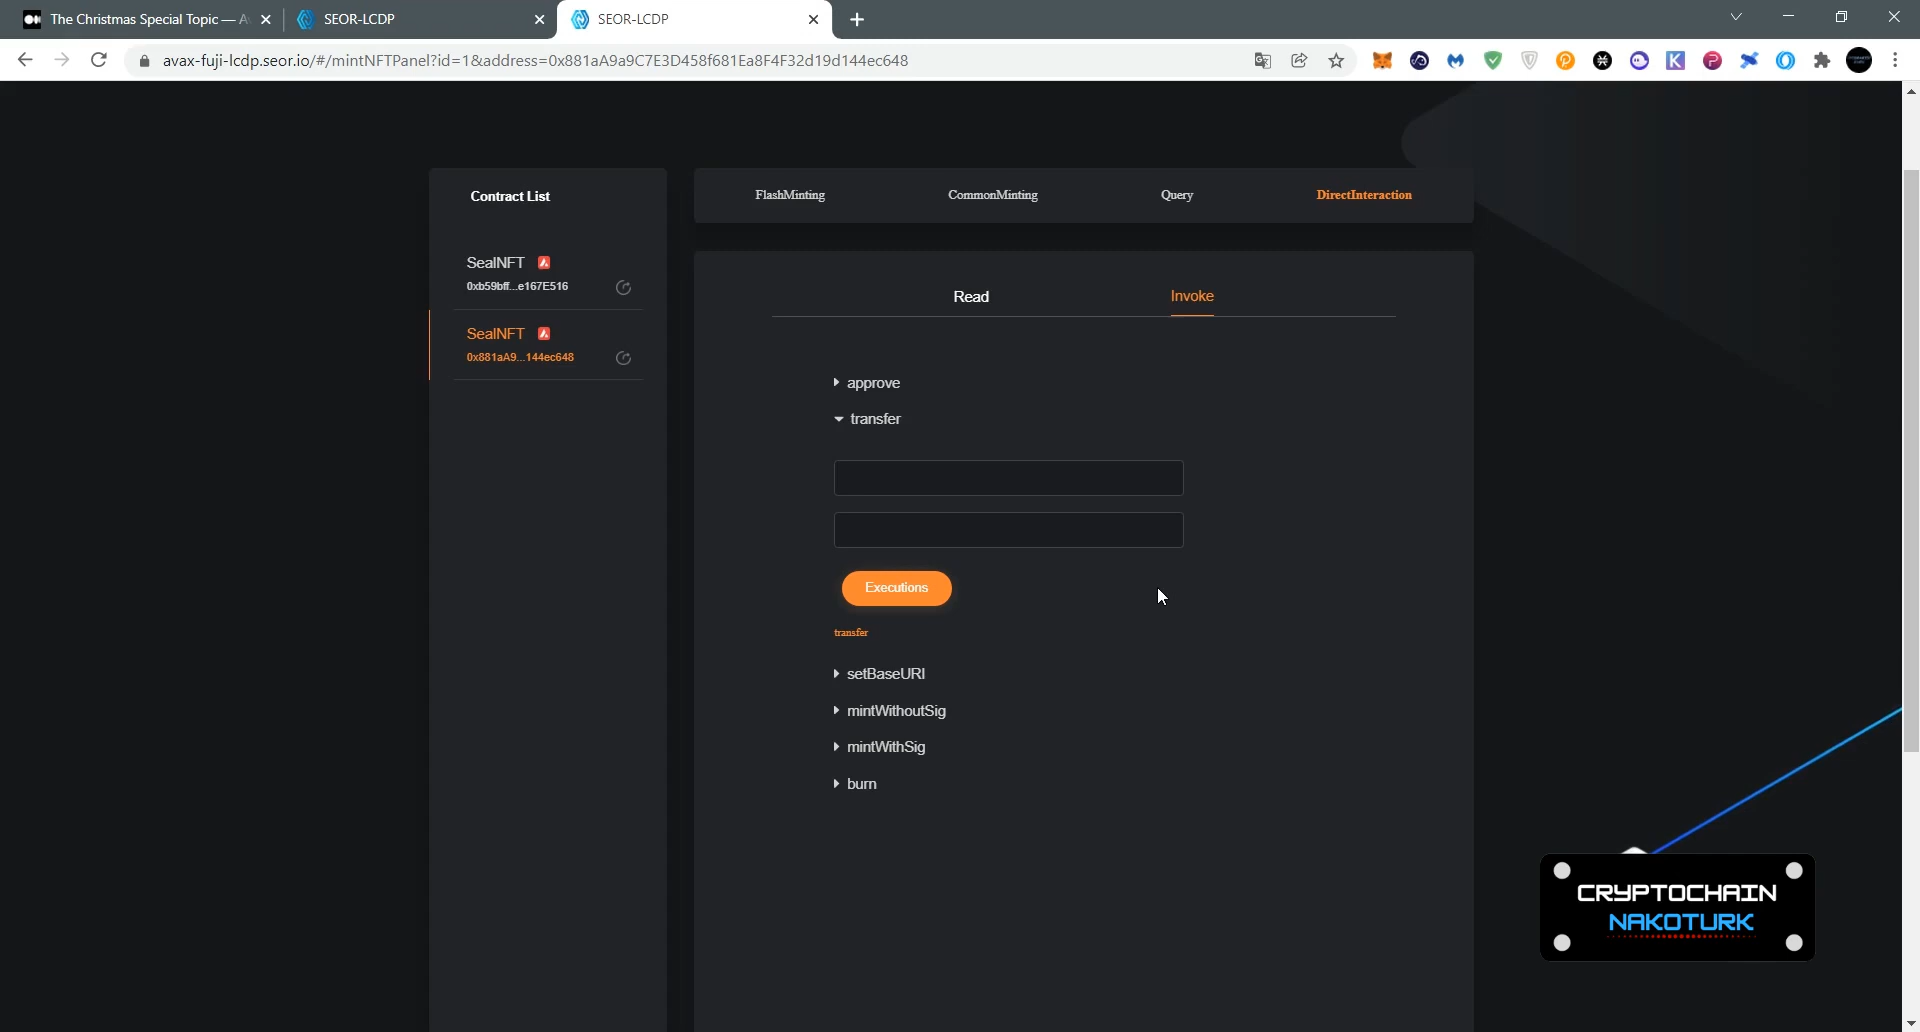 The Christmas Special Topic — A
SEOR-LCDP
SEOR-LCDP
avax-fuji-lcdp.seor.io/#/mintNFTPanel?id=1&address=0x881aA9a9C7E3D458f681Ea8F4F32d19d144ec648
Contract List
SealNFT
0xb59bff...e167E516
SealNFT
0x881aA9...144ec648
FlashMinting
CommonMinting
Query
DirectInteraction
Read
Invoke
approve
transfer
Executions
transfer
setBaseURI
mintWithoutSig
mintWithSig
burn
CRYPTOCHAIN
NAKOTURK